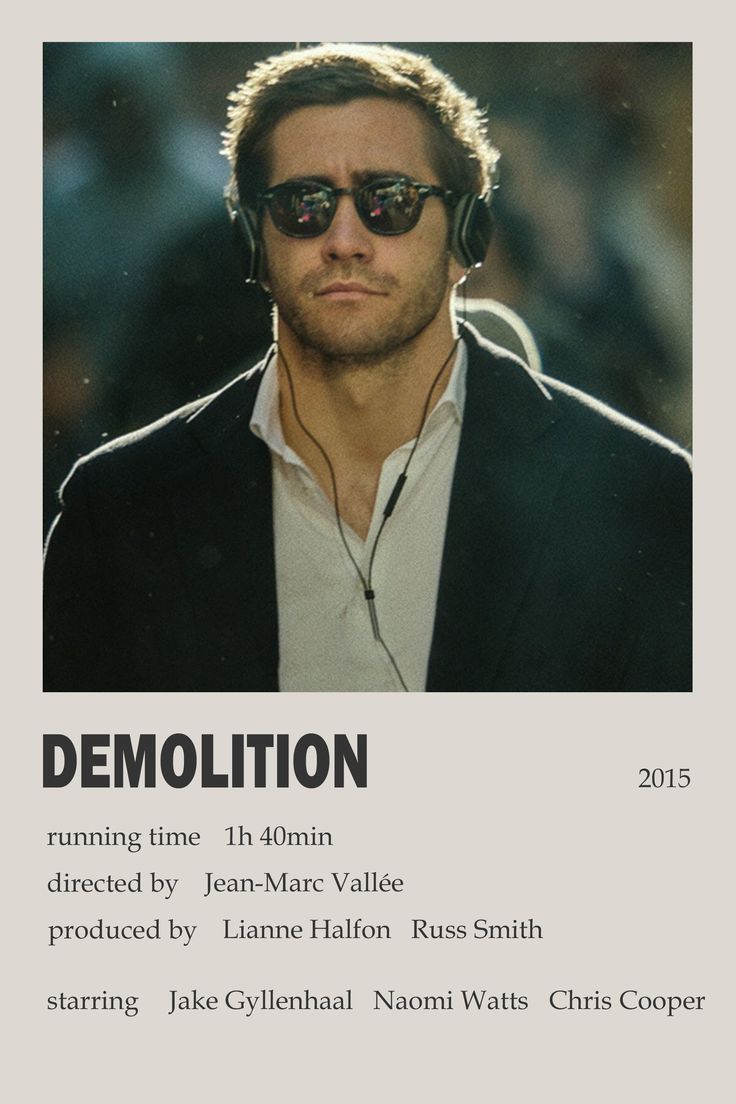 DEMOLITION
2015
running time 1h 40min
directed by Jean-Marc Vallée
produced by Lianne Halfon Russ Smith
starring Jake Gyllenhaal Naomi Watts Chris Cooper